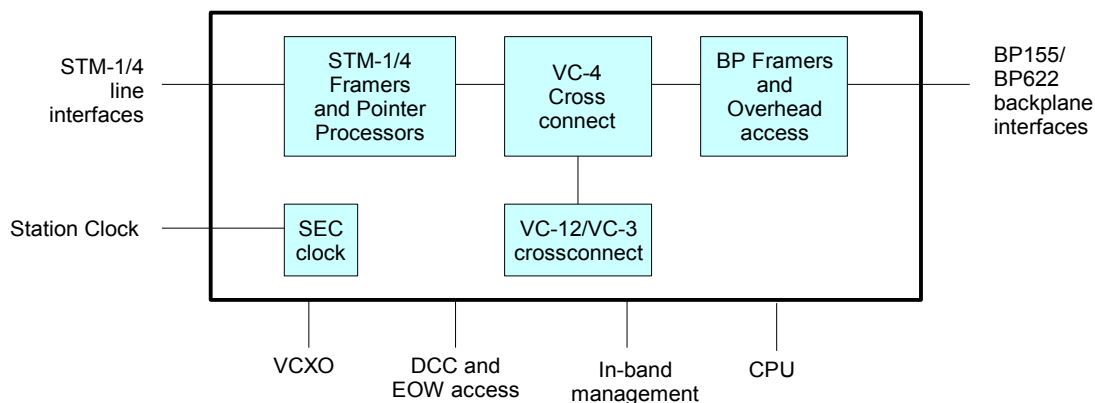 STM-1/4
line
interfaces
STM-1/4
Framers
and Pointer
Processors
VC-4
Cross
connect
BP Framers
and
Overhead
access
BP155/
BP622
backplane
interfaces
Station Clock
SEC
clock
VC-12/VC-3
crossconnect
VCXO
DCC and
EOW access
In-band
management
CPU